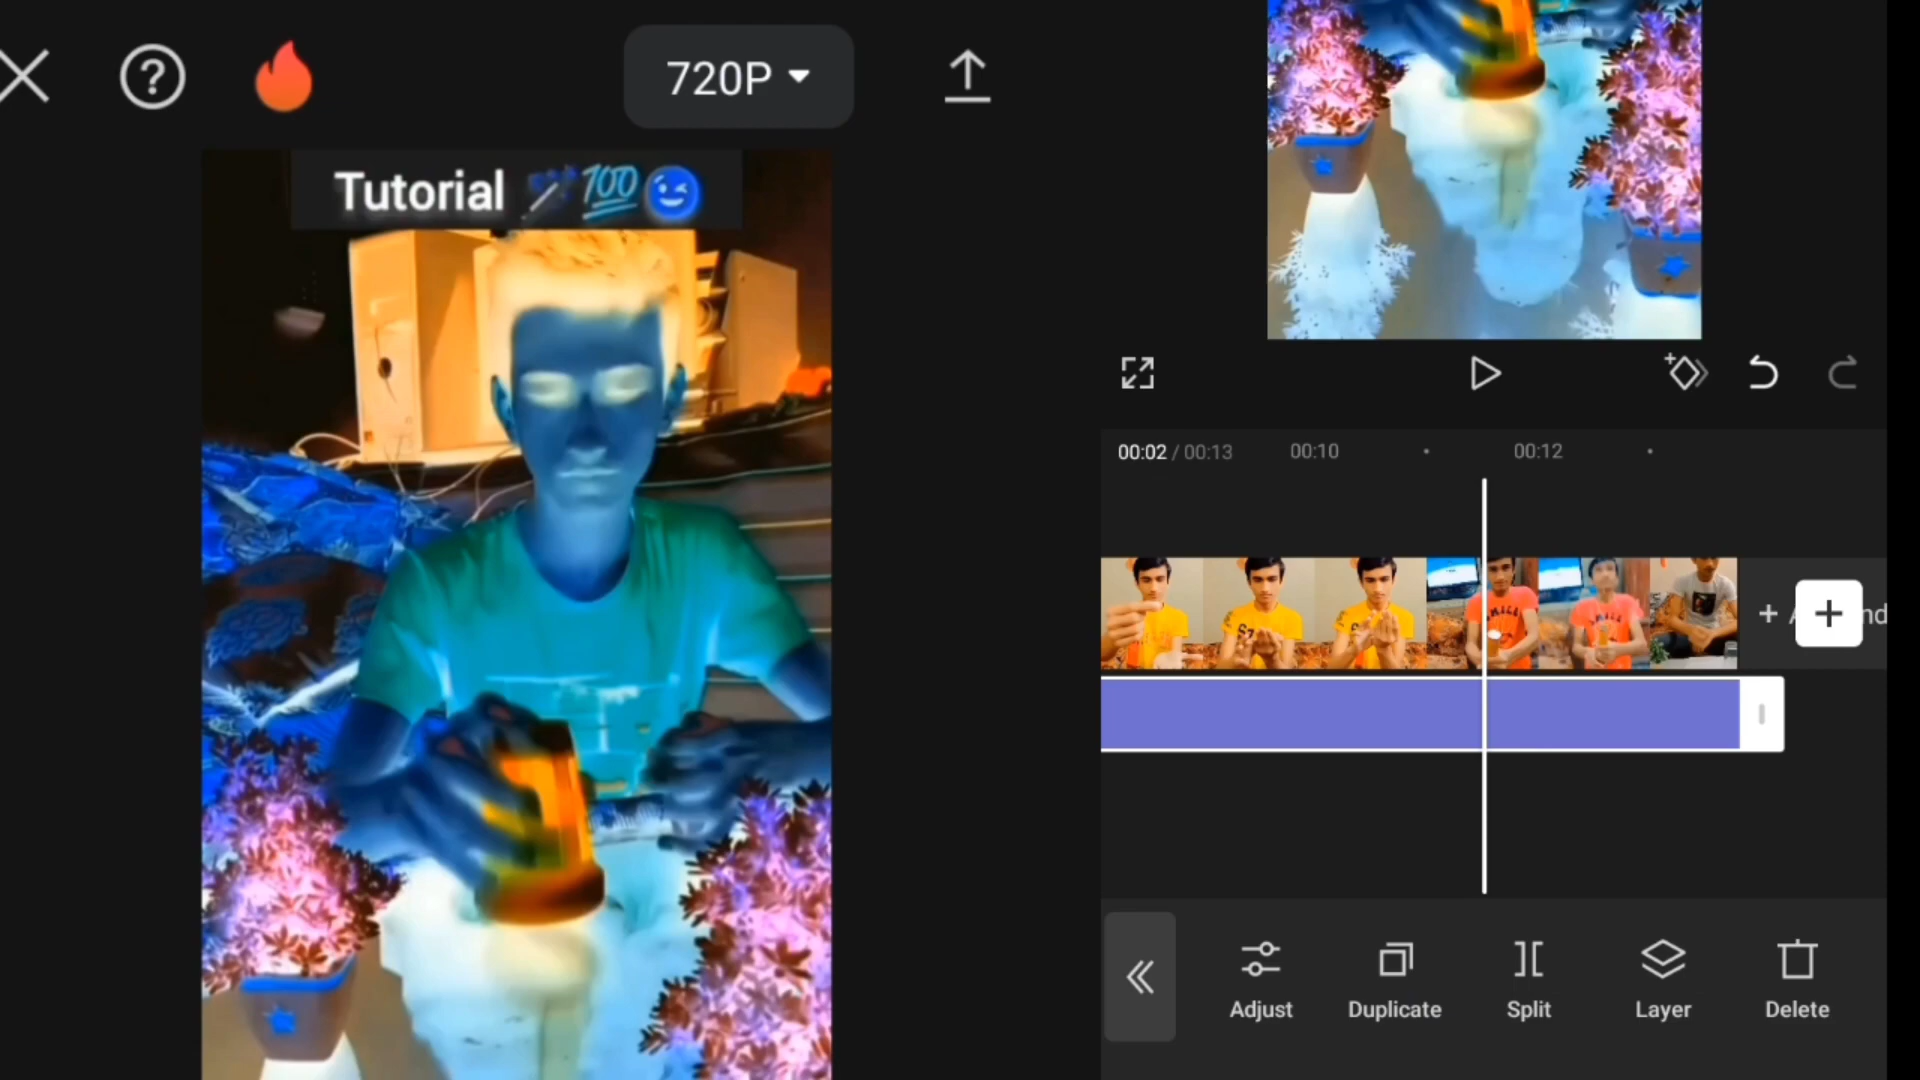 720P
Tutorial 💯😉
00:02 / 00:13
00:10
00:12
Adjust
Duplicate
Split
Layer
Delete